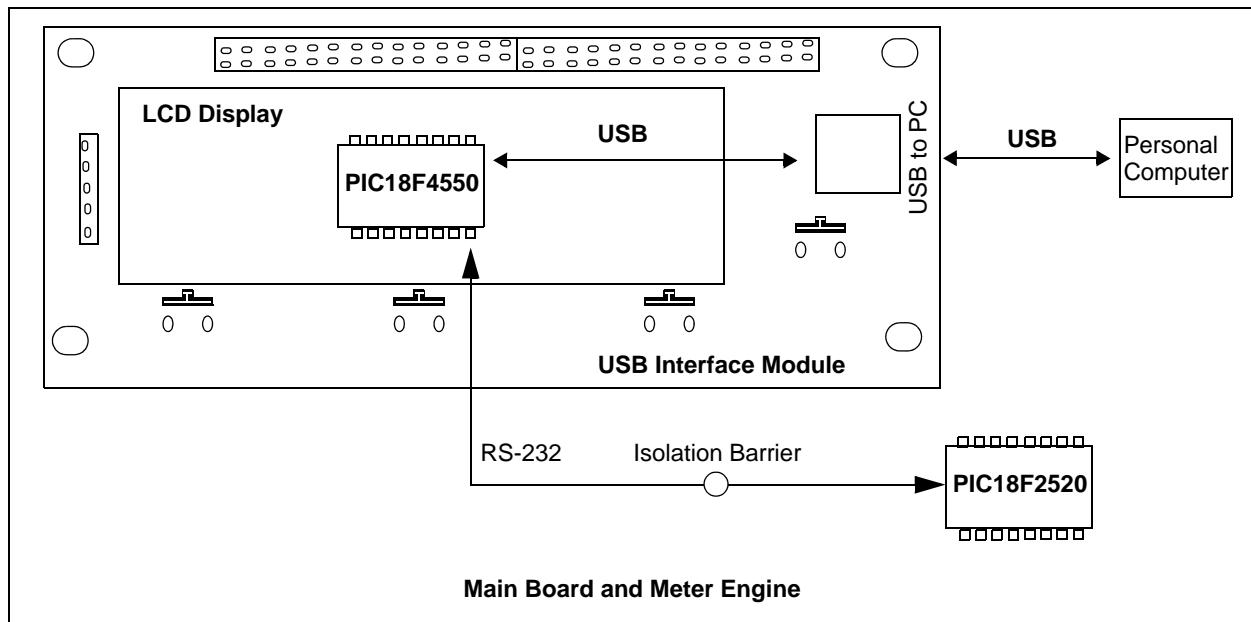 LCD Display
USB
PIC18F4550
USB to PC
USB
Personal
Computer
USB Interface Module
RS-232
Isolation Barrier
PIC18F2520
Main Board and Meter Engine